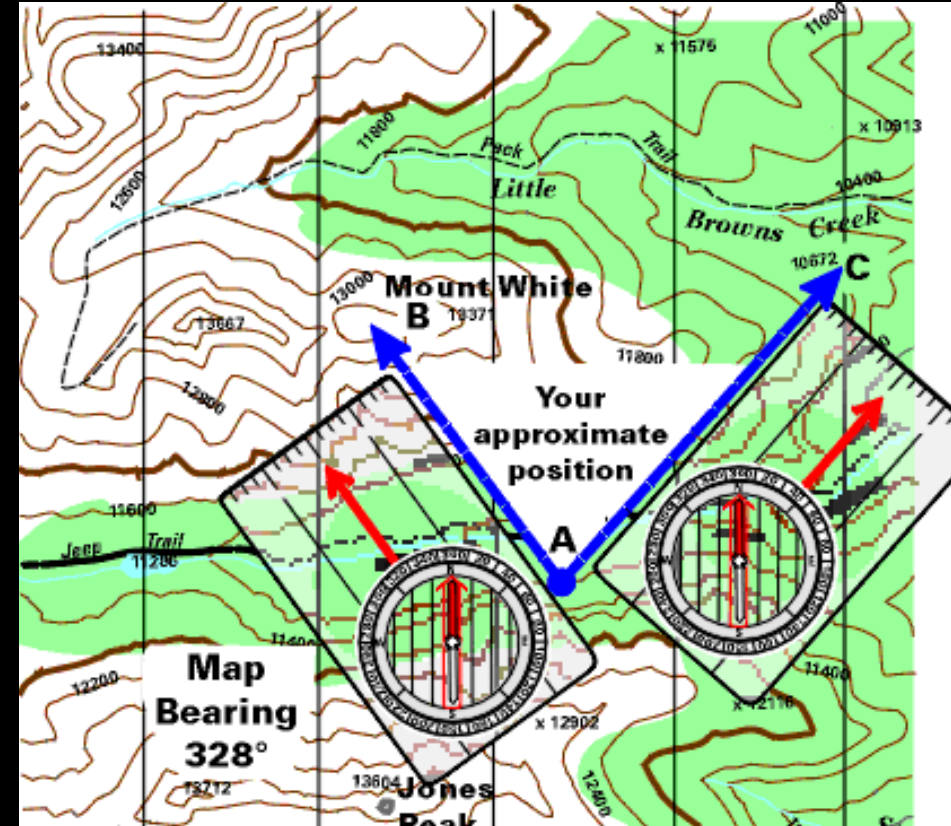 13400
11000
x 11576
11800
Pack
Trail
x 10913
12600
Little
10400
Browns Creek
10672
C
13000
Mount White
B
13371
13667
11800
12800
Your
approximate
position
A
11600
Jeep Trail
11286
11400
Map
Bearing
328°
12200
11400
x 12116
x 12902
13712
13604
Jones
Peak
12400